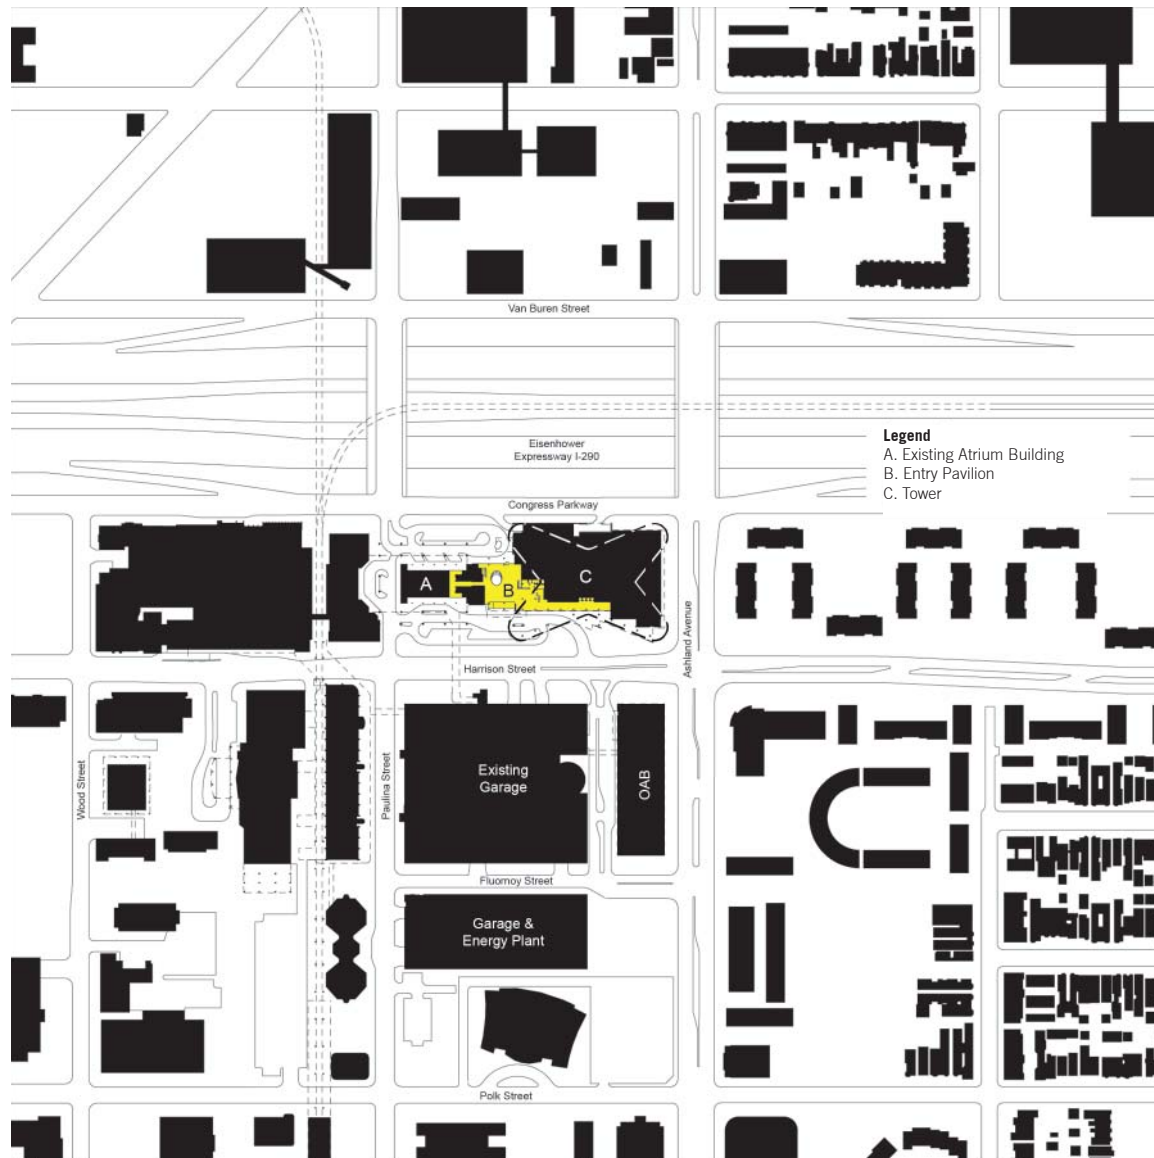 Van Buren Street
Eisenhower
Expressway I-290
Legend
A. Existing Atrium Building
B. Entry Pavilion
C. Tower
Congress Parkway
A
B
C
Ashland Avenue
Harrison Street
Wood Street
Paulina Street
Existing
Garage
OAB
Fluornoy Street
Garage &
Energy Plant
Polk Street